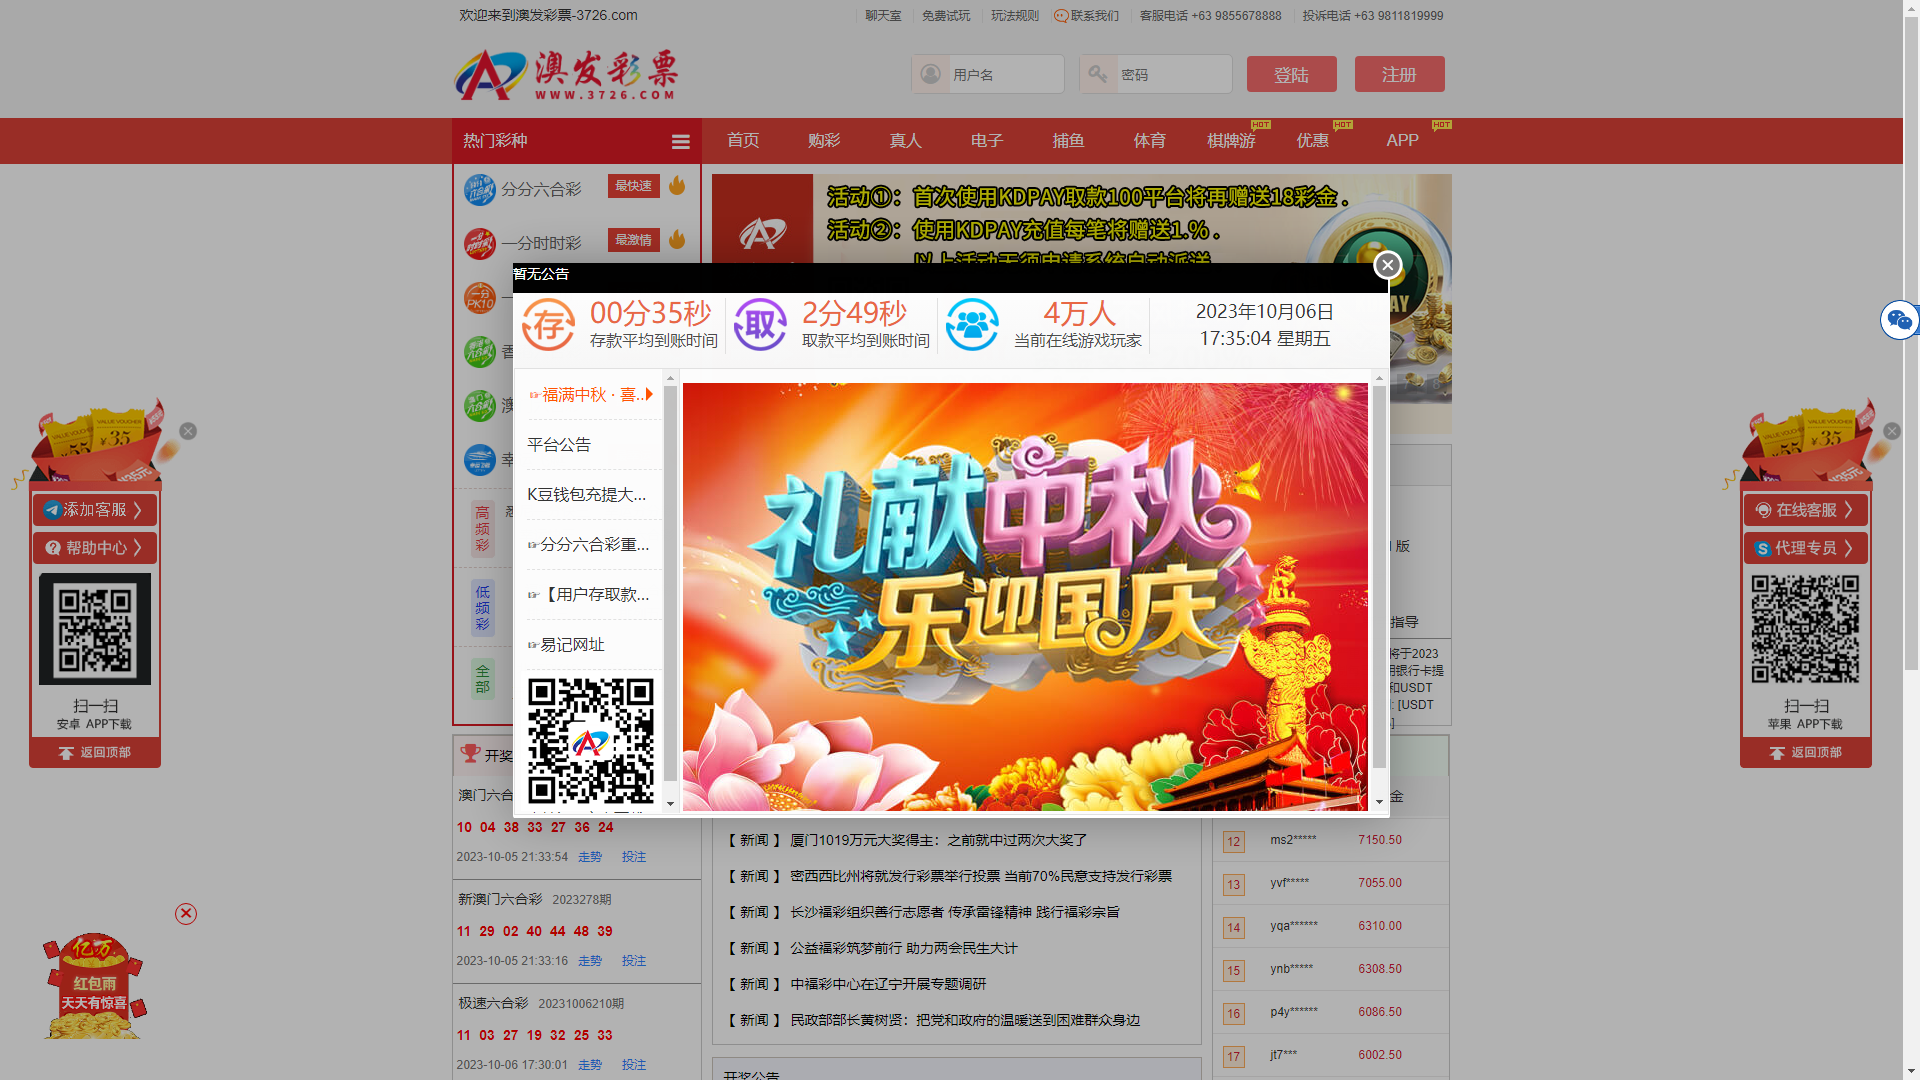 欢迎来到澳发彩票-3726.com
聊天室
免费试玩
玩法规则
联系我们
客服电话 +63 9855678888
投诉电话 +63 9811819999
澳发彩票
WWW.3726.COM
用户名
密码
登陆
注册
热门彩种
首页
购彩
真人
电子
捕鱼
体育
棋牌游
HOT
优惠
HOT
APP
HOT
分分六合彩
最快速
一分时时彩
最激情
一分
PK10
高频彩
低频彩
全部
活动①：首次使用KDPAY取款100平台将再赠送18彩金。
活动②：使用KDPAY充值每笔将赠送1.%。
以上活动无须申请系统自动派送
暂无公告
存
00分35秒
存款平均到账时间
取
2分49秒
取款平均到账时间
4万人
当前在线游戏玩家
2023年10月06日
17:35:04 星期五
☞福满中秋 · 喜...
平台公告
K豆钱包充提大...
☞分分六合彩重...
☞【用户存取款...
☞易记网址
礼献中秋
乐迎国庆
版
指导
将于2023
用银行卡提
和USDT
: [USDT
VALUE VOUCHER
¥35
添加客服
帮助中心
扫一扫
安卓 APP下载
返回顶部
VALUE VOUCHER
¥35
在线客服
代理专员
扫一扫
苹果 APP下载
返回顶部
亿万
红包雨
天天有惊喜
开奖
澳门六合
10 04 38 33 27 36 24
2023-10-05 21:33:54 走势 投注
新澳门六合彩 2023278期
11 29 02 40 44 48 39
2023-10-05 21:33:16 走势 投注
极速六合彩 20231006210期
11 03 27 19 32 25 33
2023-10-06 17:30:01 走势 投注
【 新闻 】 厦门1019万元大奖得主：之前就中过两次大奖了
【 新闻 】 密西西比州将就发行彩票举行投票 当前70%民意支持发行彩票
【 新闻 】 长沙福彩组织善行志愿者 传承雷锋精神 践行福彩宗旨
【 新闻 】 公益福彩筑梦前行 助力两会民生大计
【 新闻 】 中福彩中心在辽宁开展专题调研
【 新闻 】 民政部部长黄树贤：把党和政府的温暖送到困难群众身边
开奖公告
金
12 ms2***** 7150.50
13 yvf***** 7055.00
14 yqa****** 6310.00
15 ynb***** 6308.50
16 p4y****** 6086.50
17 jt7*** 6002.50